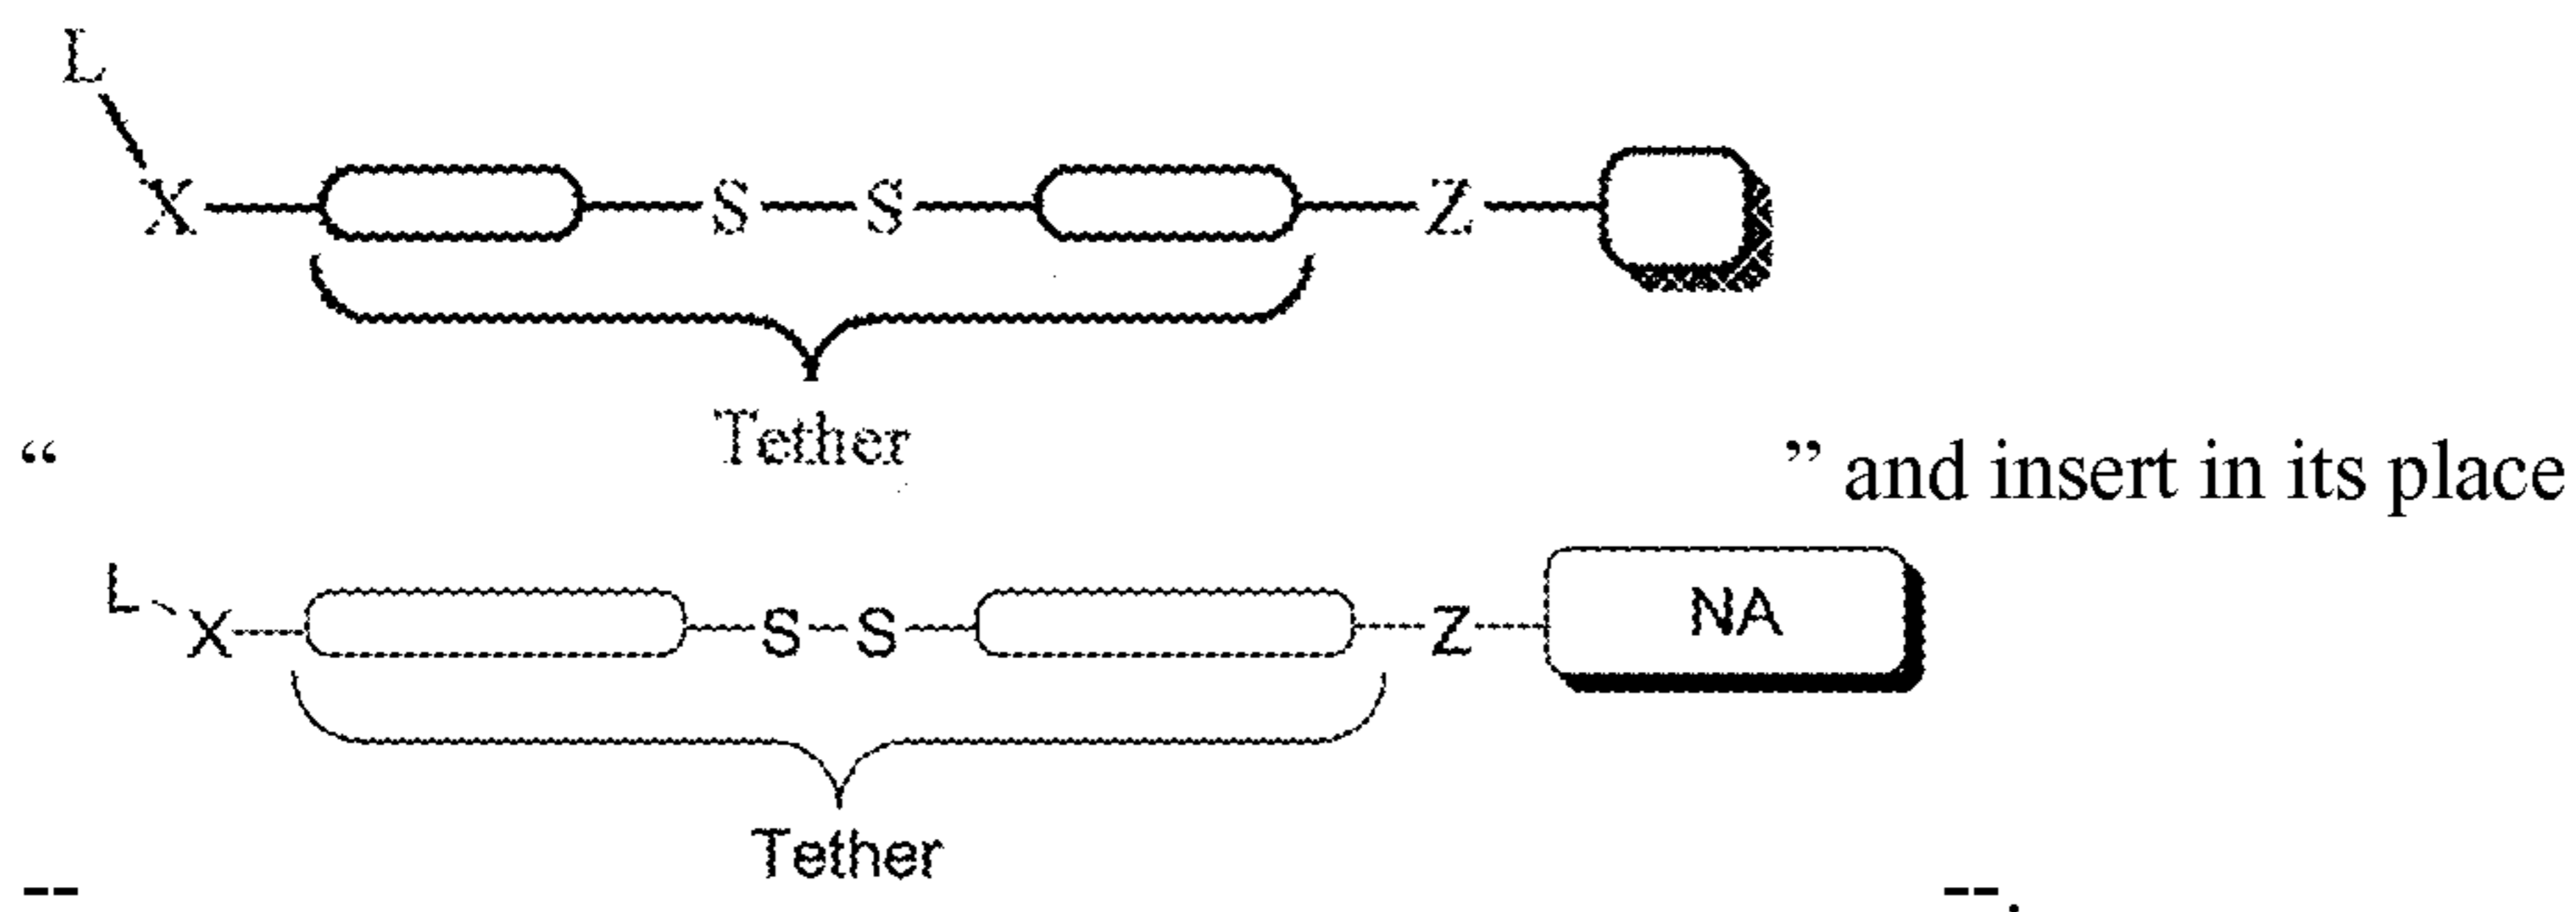 L
X S S Z
Tether
“ ” and insert in its place
L
X S S Z NA
Tether
-- --.